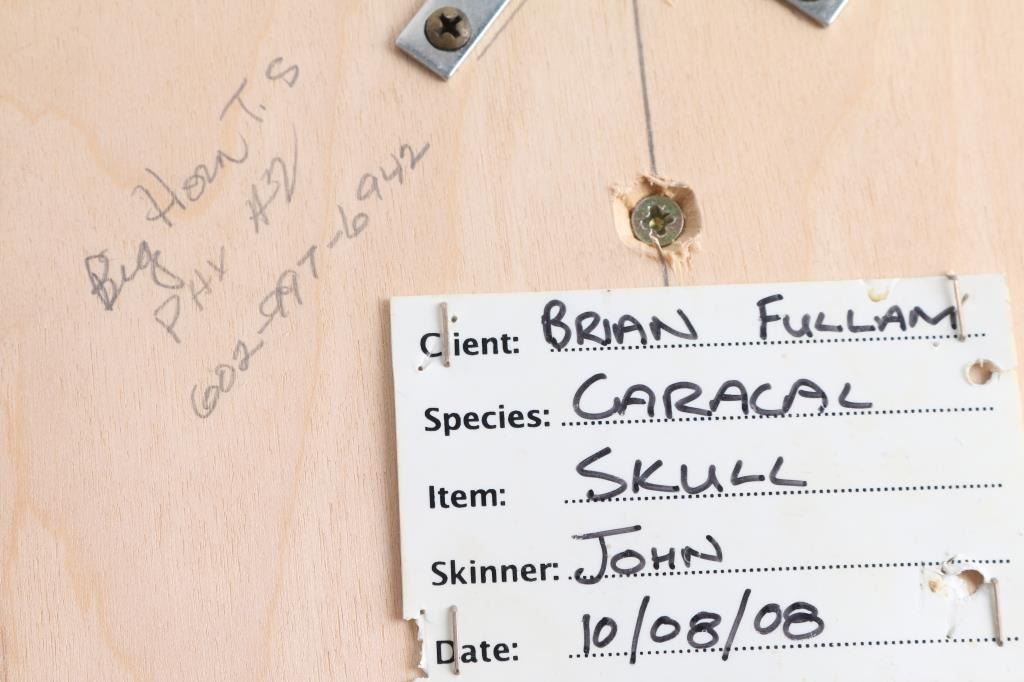 Big Horn T. S
PHX AZ
602-997-6942
Client: BRIAN FULLAM
Species: CARACAL
Item: SKULL
Skinner: JOHN
Date: 10/08/08